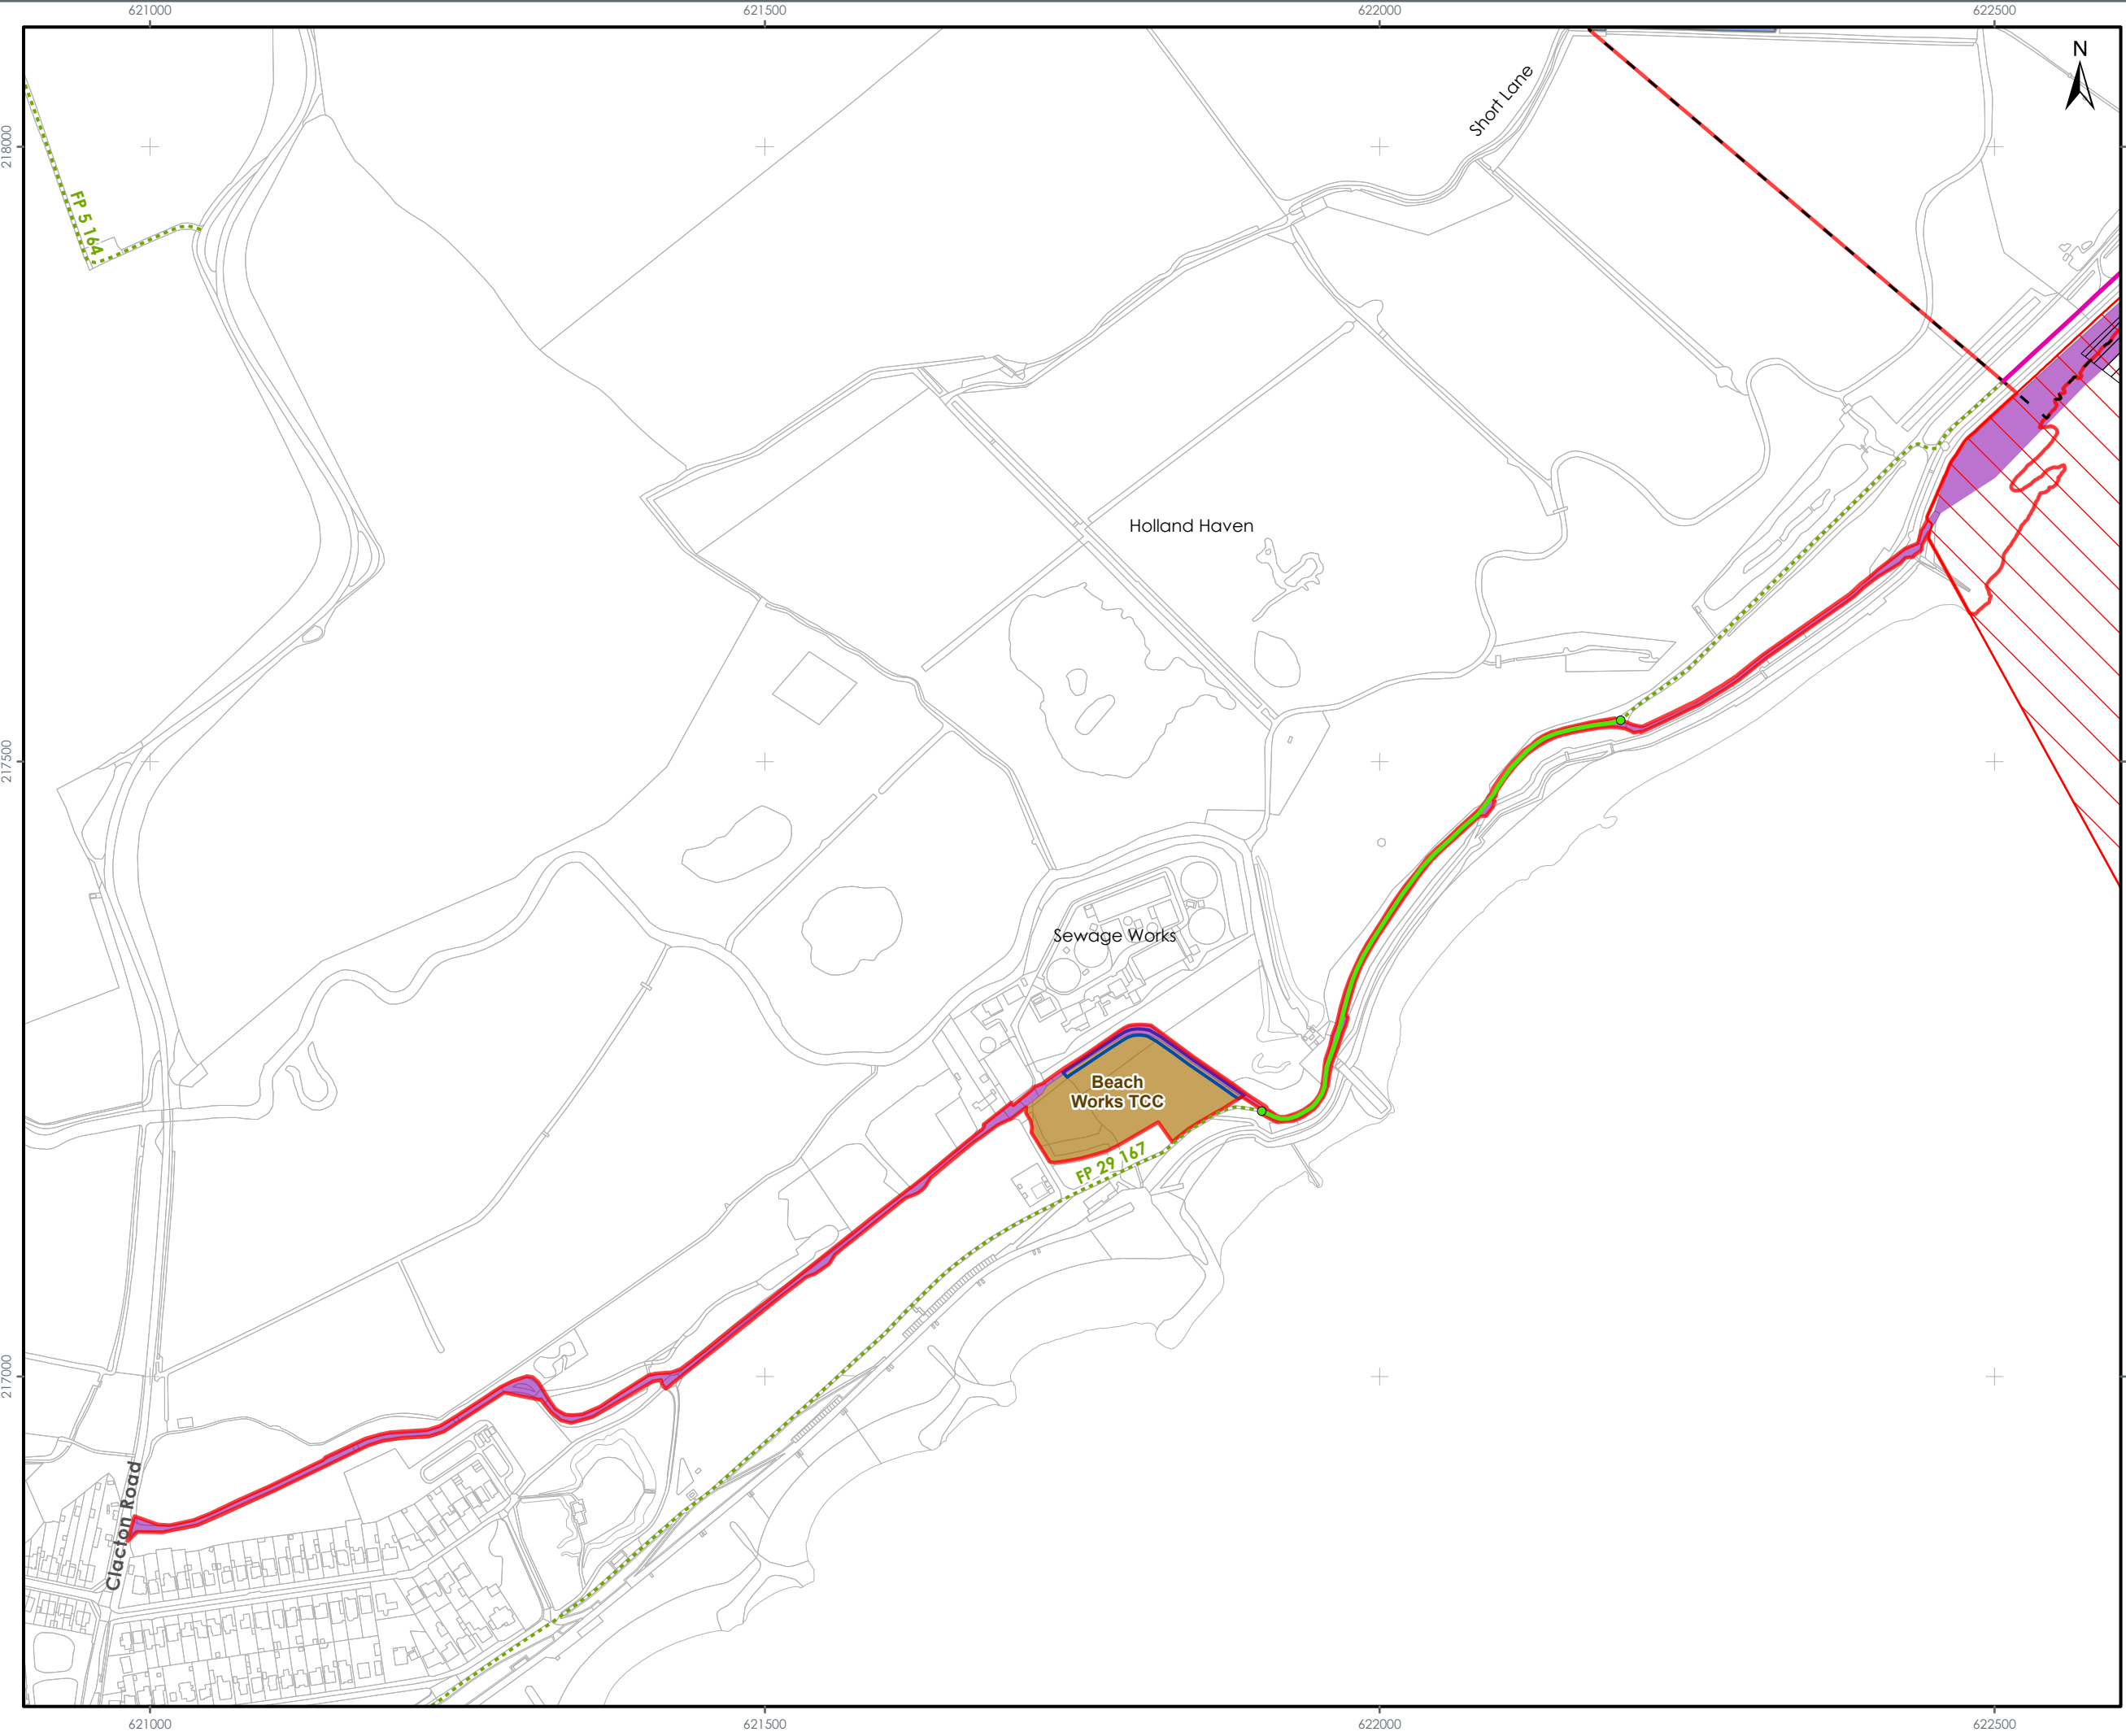 621000
621500
622000
622500
N
218000
Short Lane
FP 5 164
Holland Haven
217500
Sewage Works
Beach
Works TCC
FP 29 167
217000
Clacton Road
621000
621500
622000
622500